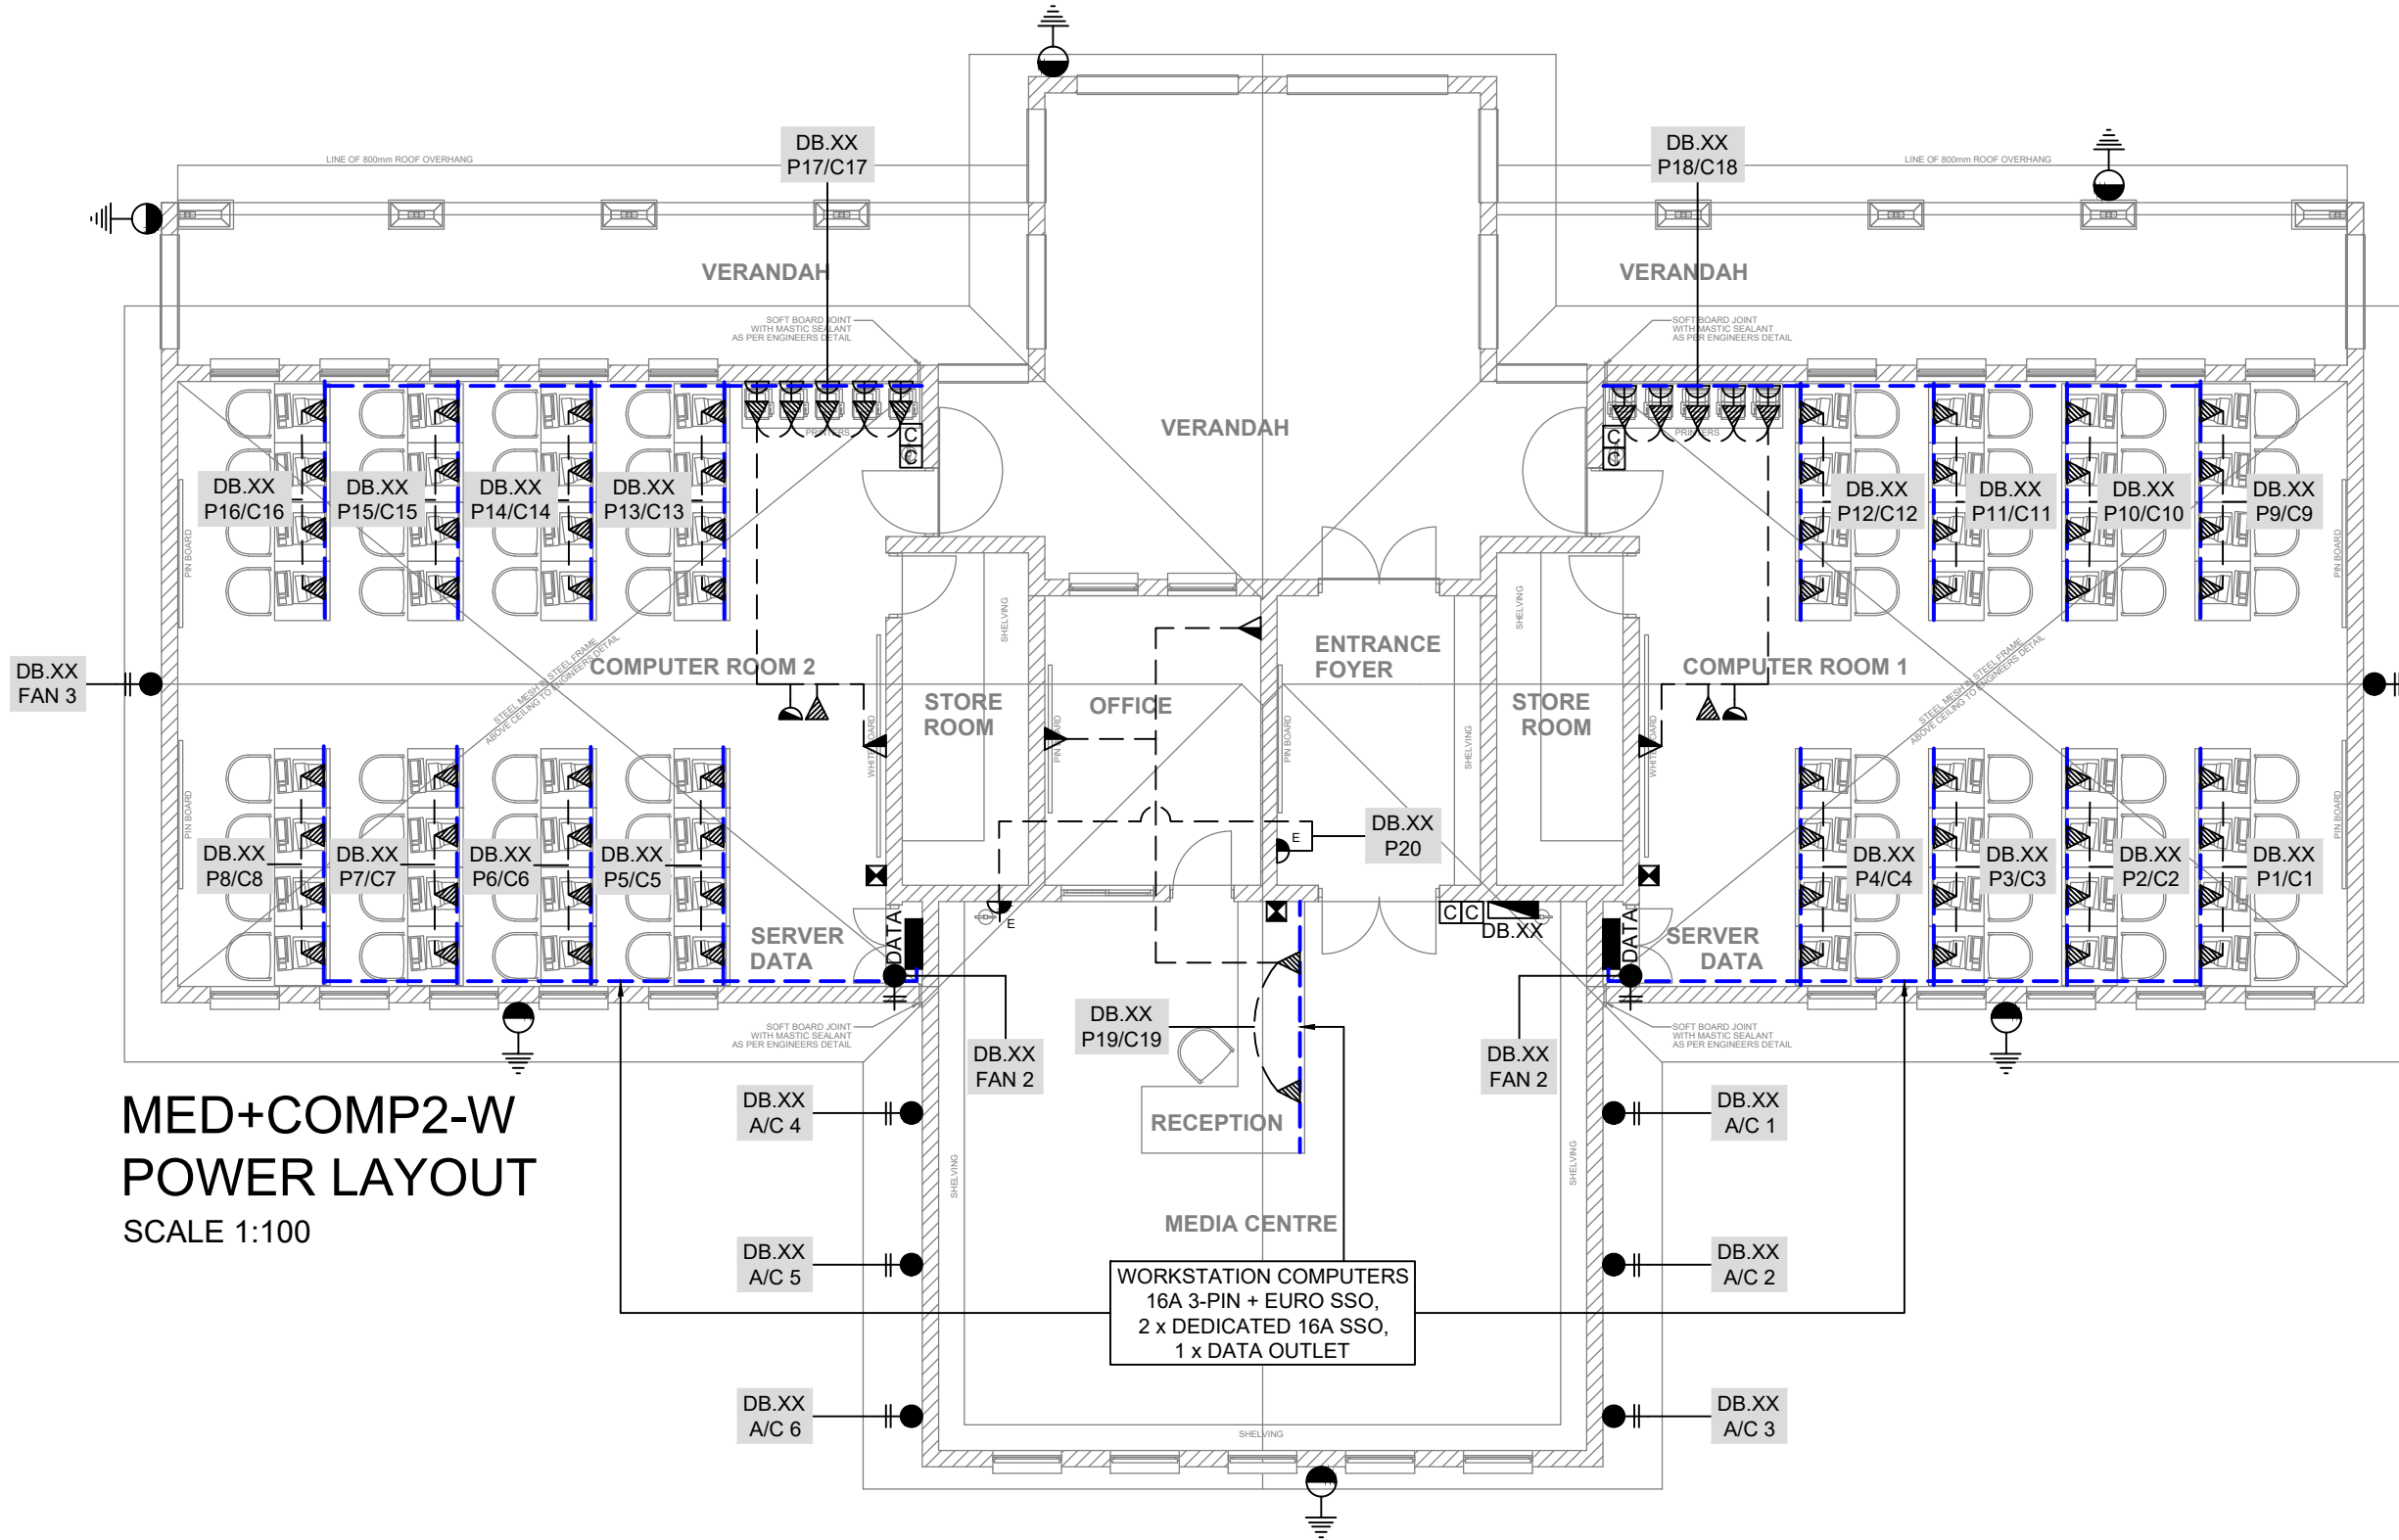 DB.XX
P17/C17
DB.XX
P18/C18
LINE OF 800mm ROOF OVERHANG
LINE OF 800mm ROOF OVERHANG
VERANDAH
VERANDAH
SOFT BOARD JOINT
WITH MASTIC SEALANT
AS PER ENGINEERS DETAIL
SOFT BOARD JOINT
WITH MASTIC SEALANT
AS PER ENGINEERS DETAIL
PRINTERS
PRINTERS
VERANDAH
C
C
C
C
DB.XX
P16/C16
DB.XX
P15/C15
DB.XX
P14/C14
DB.XX
P13/C13
DB.XX
P12/C12
DB.XX
P11/C11
DB.XX
P10/C10
DB.XX
P9/C9
PIN BOARD
PIN BOARD
SHELVING
SHELVING
SHELVING
ENTRANCE
FOYER
COMPUTER ROOM 2
COMPUTER ROOM 1
STEEL MESH IN STEEL FRAME
ABOVE CEILING TO ENGINEERS DETAIL
STEEL MESH IN STEEL FRAME
ABOVE CEILING TO ENGINEERS DETAIL
DB.XX
FAN 3
STORE
ROOM
OFFICE
STORE
ROOM
WHITE BOARD
PIN BOARD
PIN BOARD
SHELVING
WHITE BOARD
PIN BOARD
PIN BOARD
DB.XX
P20
E
E
DB.XX
P8/C8
DB.XX
P7/C7
DB.XX
P6/C6
DB.XX
P5/C5
DB.XX
P4/C4
DB.XX
P3/C3
DB.XX
P2/C2
DB.XX
P1/C1
SERVER
DATA
DATA
C C
DB.XX
DATA
SERVER
DATA
DB.XX
P19/C19
SOFT BOARD JOINT
WITH MASTIC SEALANT
AS PER ENGINEERS DETAIL
SOFT BOARD JOINT
WITH MASTIC SEALANT
AS PER ENGINEERS DETAIL
DB.XX
FAN 2
DB.XX
FAN 2
MED+COMP2-W
POWER LAYOUT
SCALE 1:100
DB.XX
A/C 4
RECEPTION
DB.XX
A/C 1
SHELVING
SHELVING
MEDIA CENTRE
DB.XX
A/C 5
DB.XX
A/C 2
WORKSTATION COMPUTERS
16A 3-PIN + EURO SSO,
2 x DEDICATED 16A SSO,
1 x DATA OUTLET
DB.XX
A/C 6
DB.XX
A/C 3
SHELVING